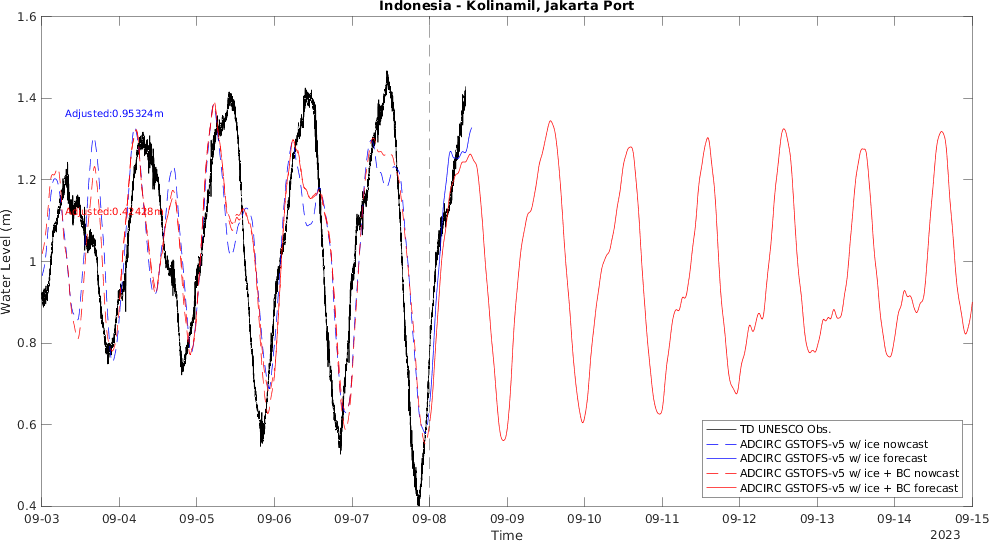 Indonesia - Kolinamil, Jakarta Port
1.6
1.4
1.2
1
0.8
0.6
0.4
Water Level (m)
Adjusted:0.95324m
Adjusted:0.42428m
TD UNESCO Obs.
ADCIRC GSTOFS-v5 w/ ice nowcast
ADCIRC GSTOFS-v5 w/ ice forecast
ADCIRC GSTOFS-v5 w/ ice + BC nowcast
ADCIRC GSTOFS-v5 w/ ice + BC forecast
09-03 09-04 09-05 09-06 09-07 09-08 09-09 09-10 09-11 09-12 09-13 09-14 09-15
Time
2023